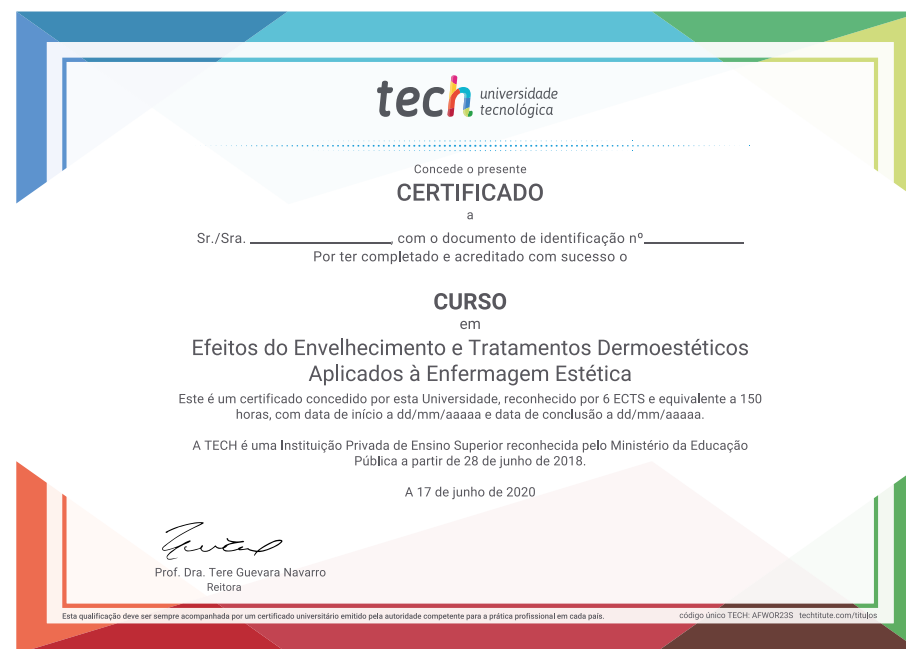 tech universidade
tecnológica
Concede o presente
CERTIFICADO
a
Sr./Sra. ________________, com o documento de identificação nº____________
Por ter completado e acreditado com sucesso o
CURSO
em
Efeitos do Envelhecimento e Tratamentos Dermoestéticos
Aplicados à Enfermagem Estética
Este é um certificado concedido por esta Universidade, reconhecido por 6 ECTS e equivalente a 150
horas, com data de início a dd/mm/aaaaa e data de conclusão a dd/mm/aaaaa.
A TECH é uma Instituição Privada de Ensino Superior reconhecida pelo Ministério da Educação
Pública a partir de 28 de junho de 2018.
A 17 de junho de 2020
Prof. Dra. Tere Guevara Navarro
Reitora
Esta qualificação deve ser sempre acompanhada por um certificado universitário emitido pela autoridade competente para a prática profissional em cada país.
código único TECH: AFWOR23S techtitute.com/titulos